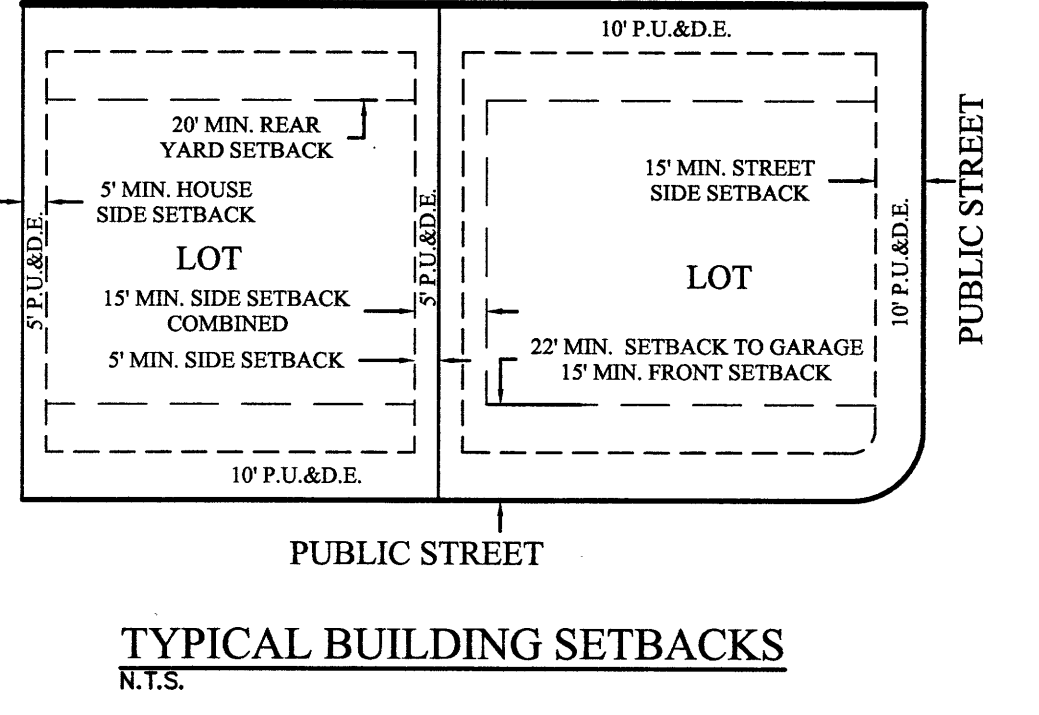 10' P.U.&D.E.
20' MIN. REAR
YARD SETBACK
5' MIN. HOUSE
SIDE SETBACK
5' P.U.&D.E.
LOT
15' MIN. SIDE SETBACK
COMBINED
5' MIN. SIDE SETBACK
5' P.U.&D.E.
10' P.U.&D.E.
15' MIN. STREET
SIDE SETBACK
LOT
22' MIN. SETBACK TO GARAGE
15' MIN. FRONT SETBACK
10' P.U.&D.E.
PUBLIC STREET
PUBLIC STREET
TYPICAL BUILDING SETBACKS
N.T.S.